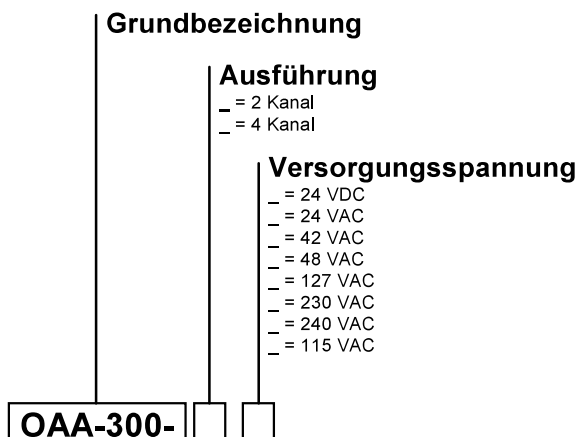 Grundbezeichnung
Ausführung
_ = 2 Kanal
_ = 4 Kanal
Versorgungsspannung
_ = 24 VDC
_ = 24 VAC
_ = 42 VAC
_ = 48 VAC
_ = 127 VAC
_ = 230 VAC
_ = 240 VAC
_ = 115 VAC
OAA-300-